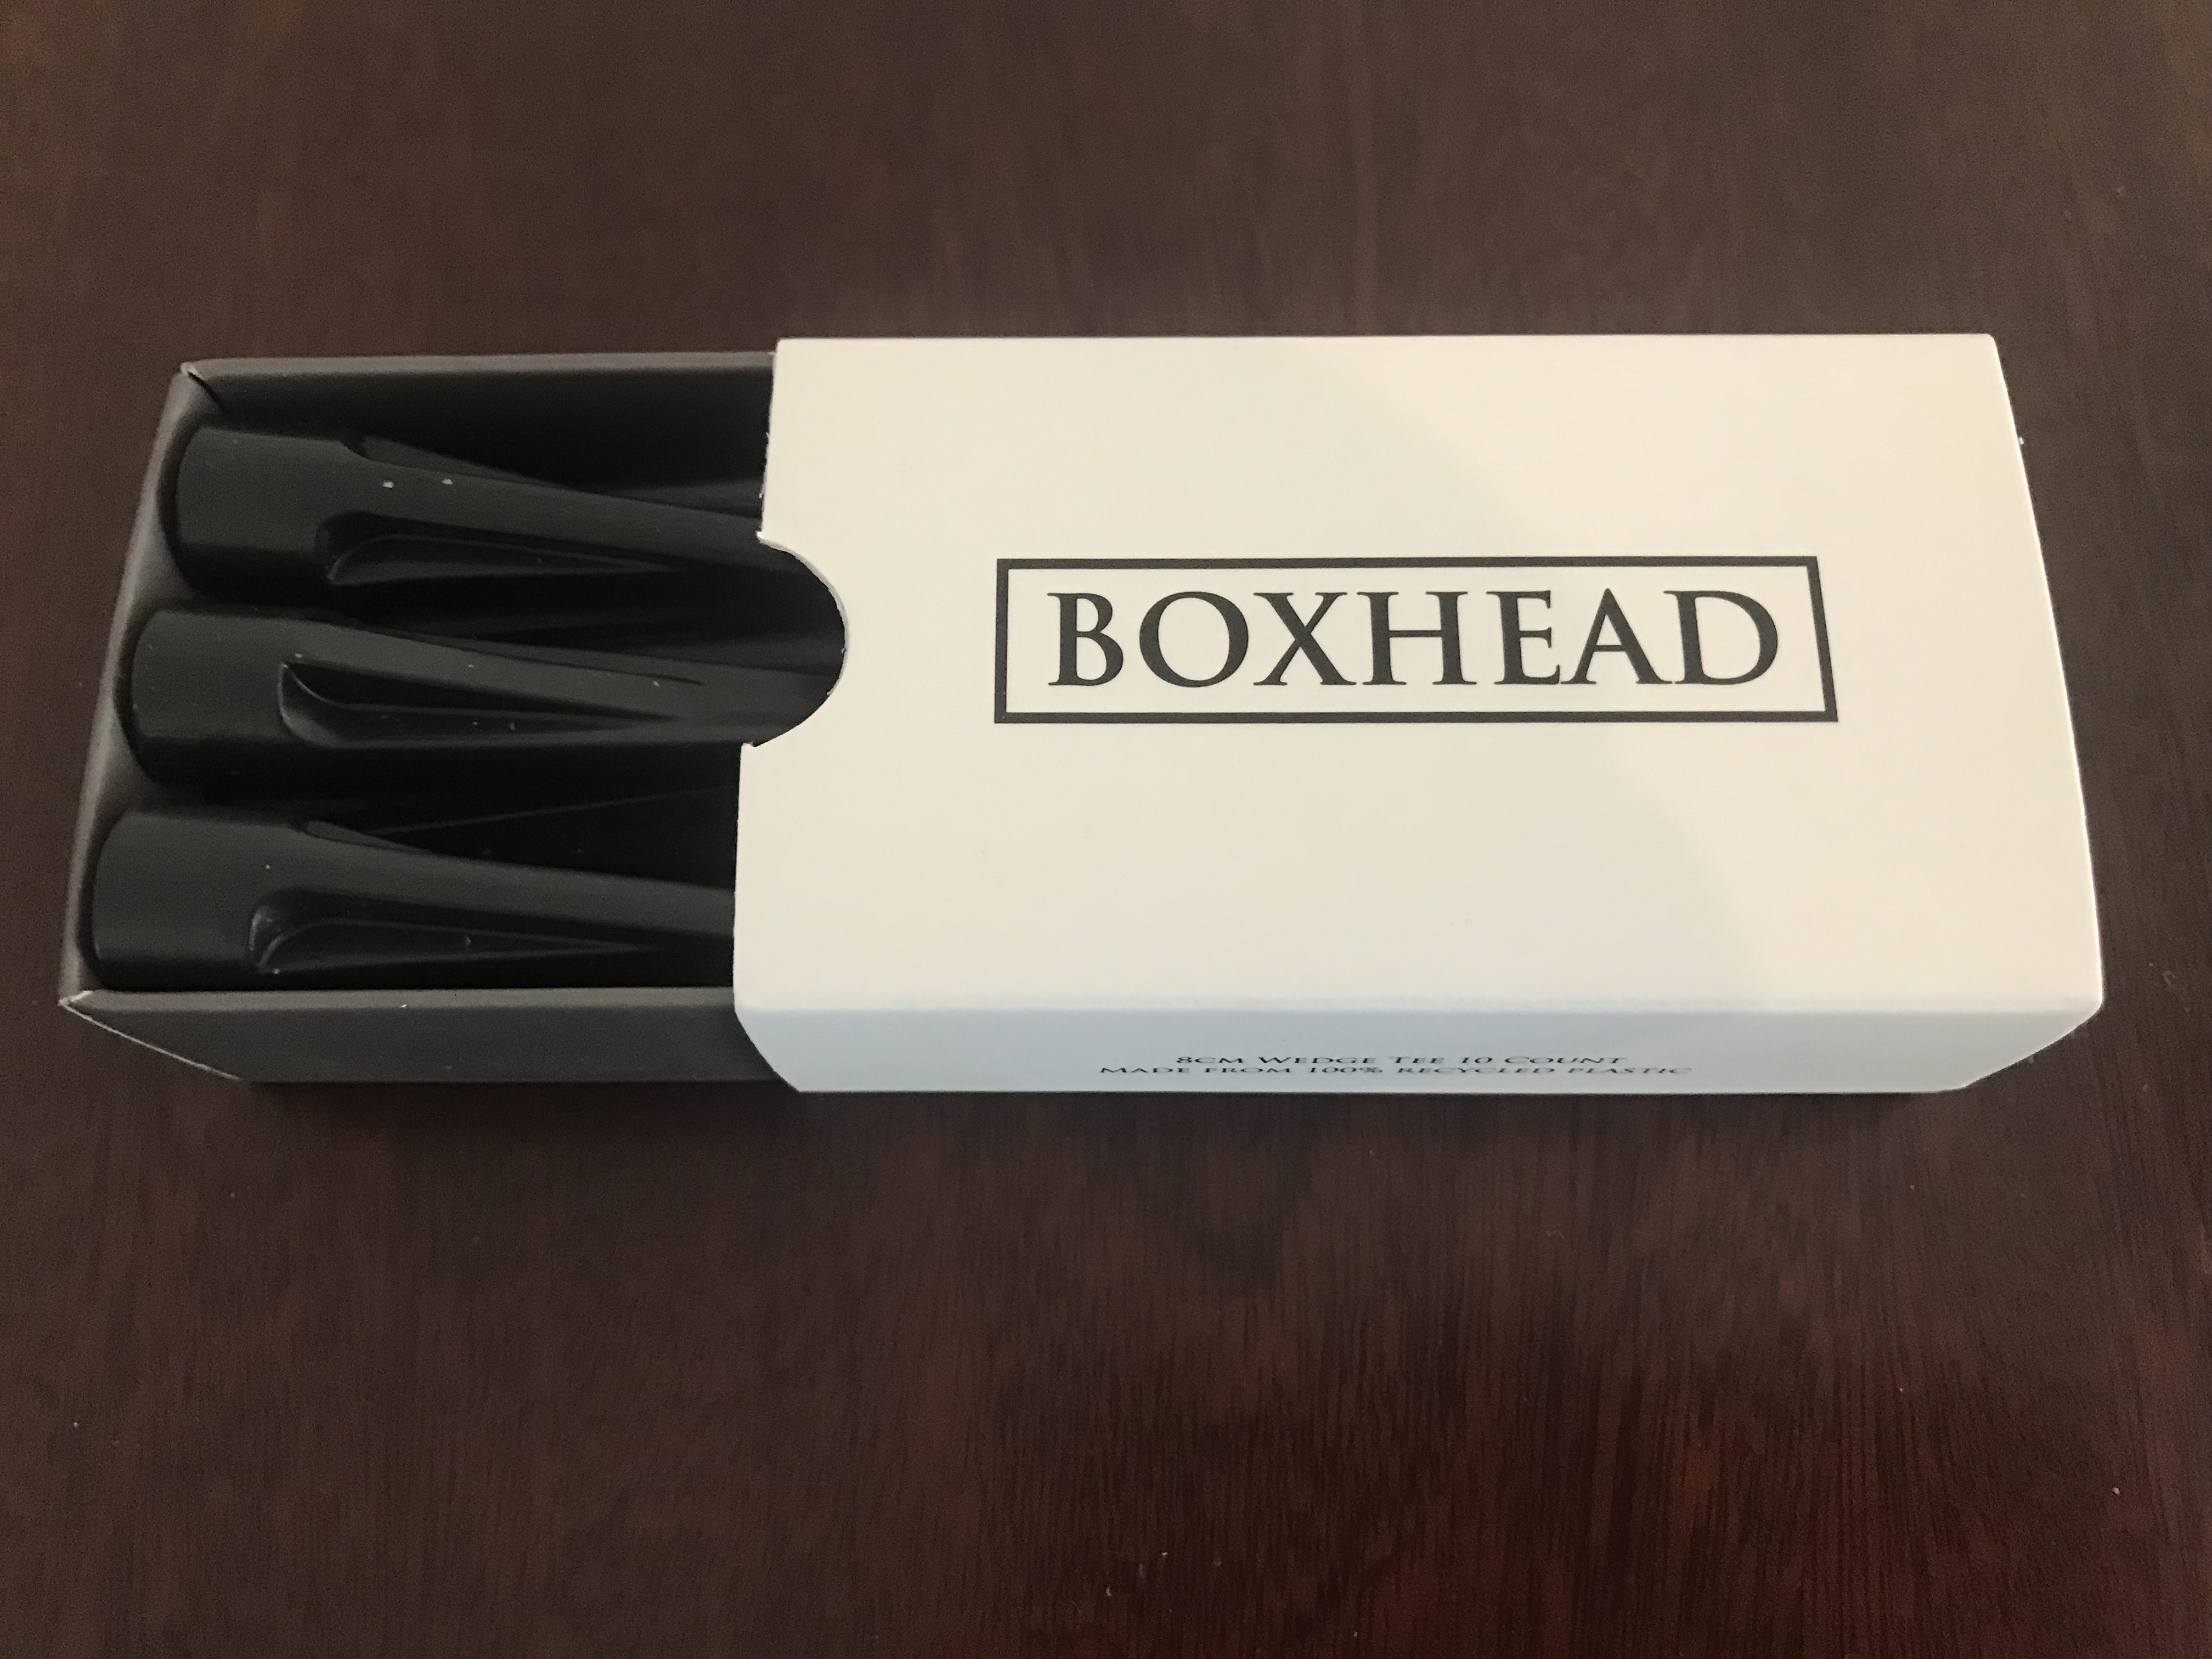 BOXHEAD
8CM WEDGE TEE 10 COUNT
MADE FROM 100% RECYCLED PLASTIC